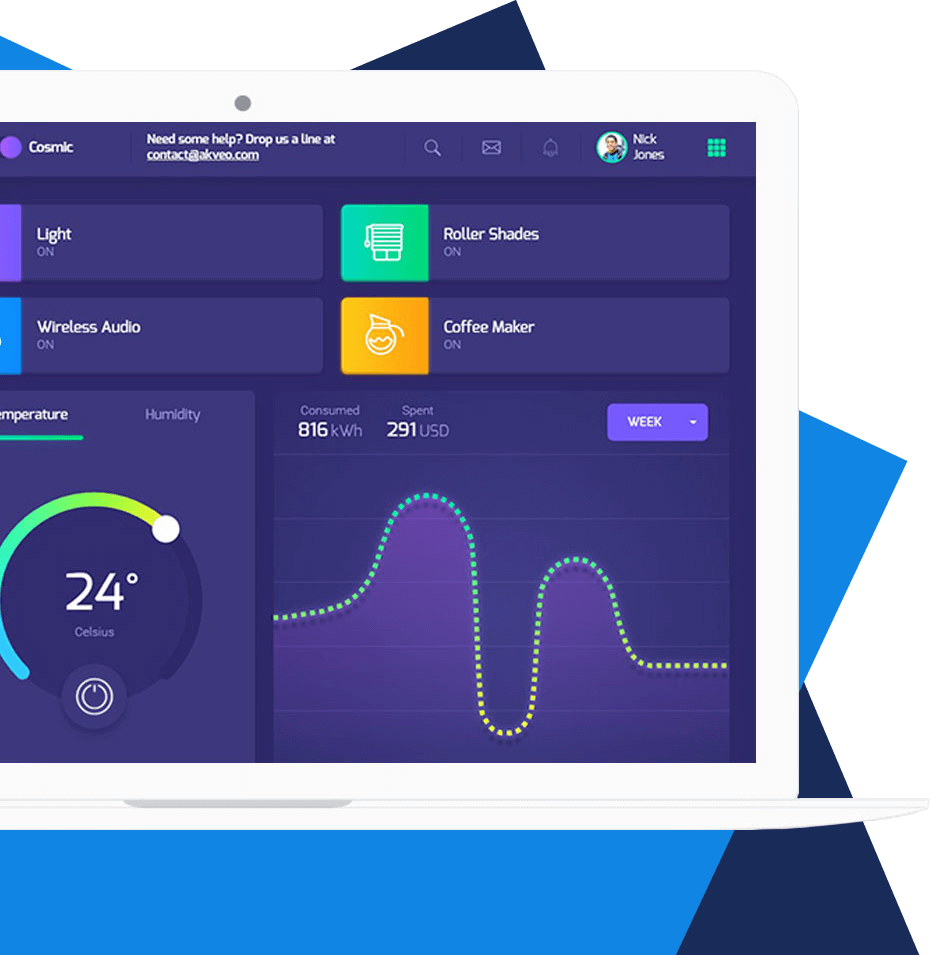 Cosmic
Need some help? Drop us a line at
contact@akveo.com
Nick
Jones
Light
ON
Roller Shades
ON
Wireless Audio
ON
Coffee Maker
ON
emperature
Humidity
Consumed
816 kWh
Spent
291 USD
WEEK
24°
Celsius